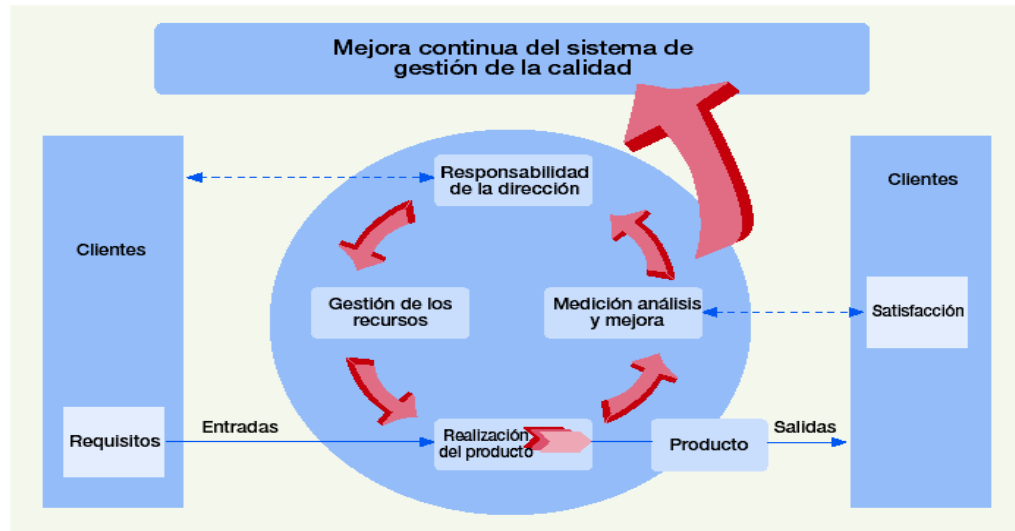 Mejora continua del sistema de
gestión de la calidad
Responsabilidad
de la dirección
Clientes
Clientes
Gestión de los
recursos
Medición análisis
y mejora
Satisfacción
Requisitos
Entradas
Realización
del producto
Producto
Salidas